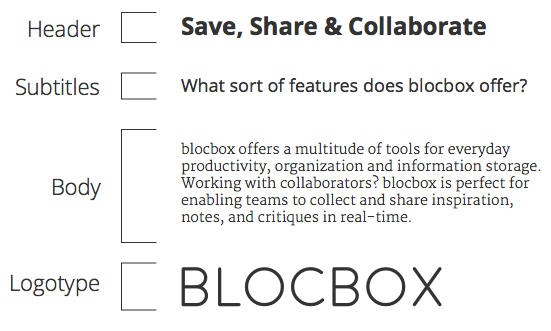 Header
Save, Share & Collaborate
Subtitles
What sort of features does blocbox offer?
Body
blocbox offers a multitude of tools for everyday
productivity, organization and information storage.
Working with collaborators? blocbox is perfect for
enabling teams to collect and share inspiration,
notes, and critiques in real-time.
Logotype
BLOCBOX